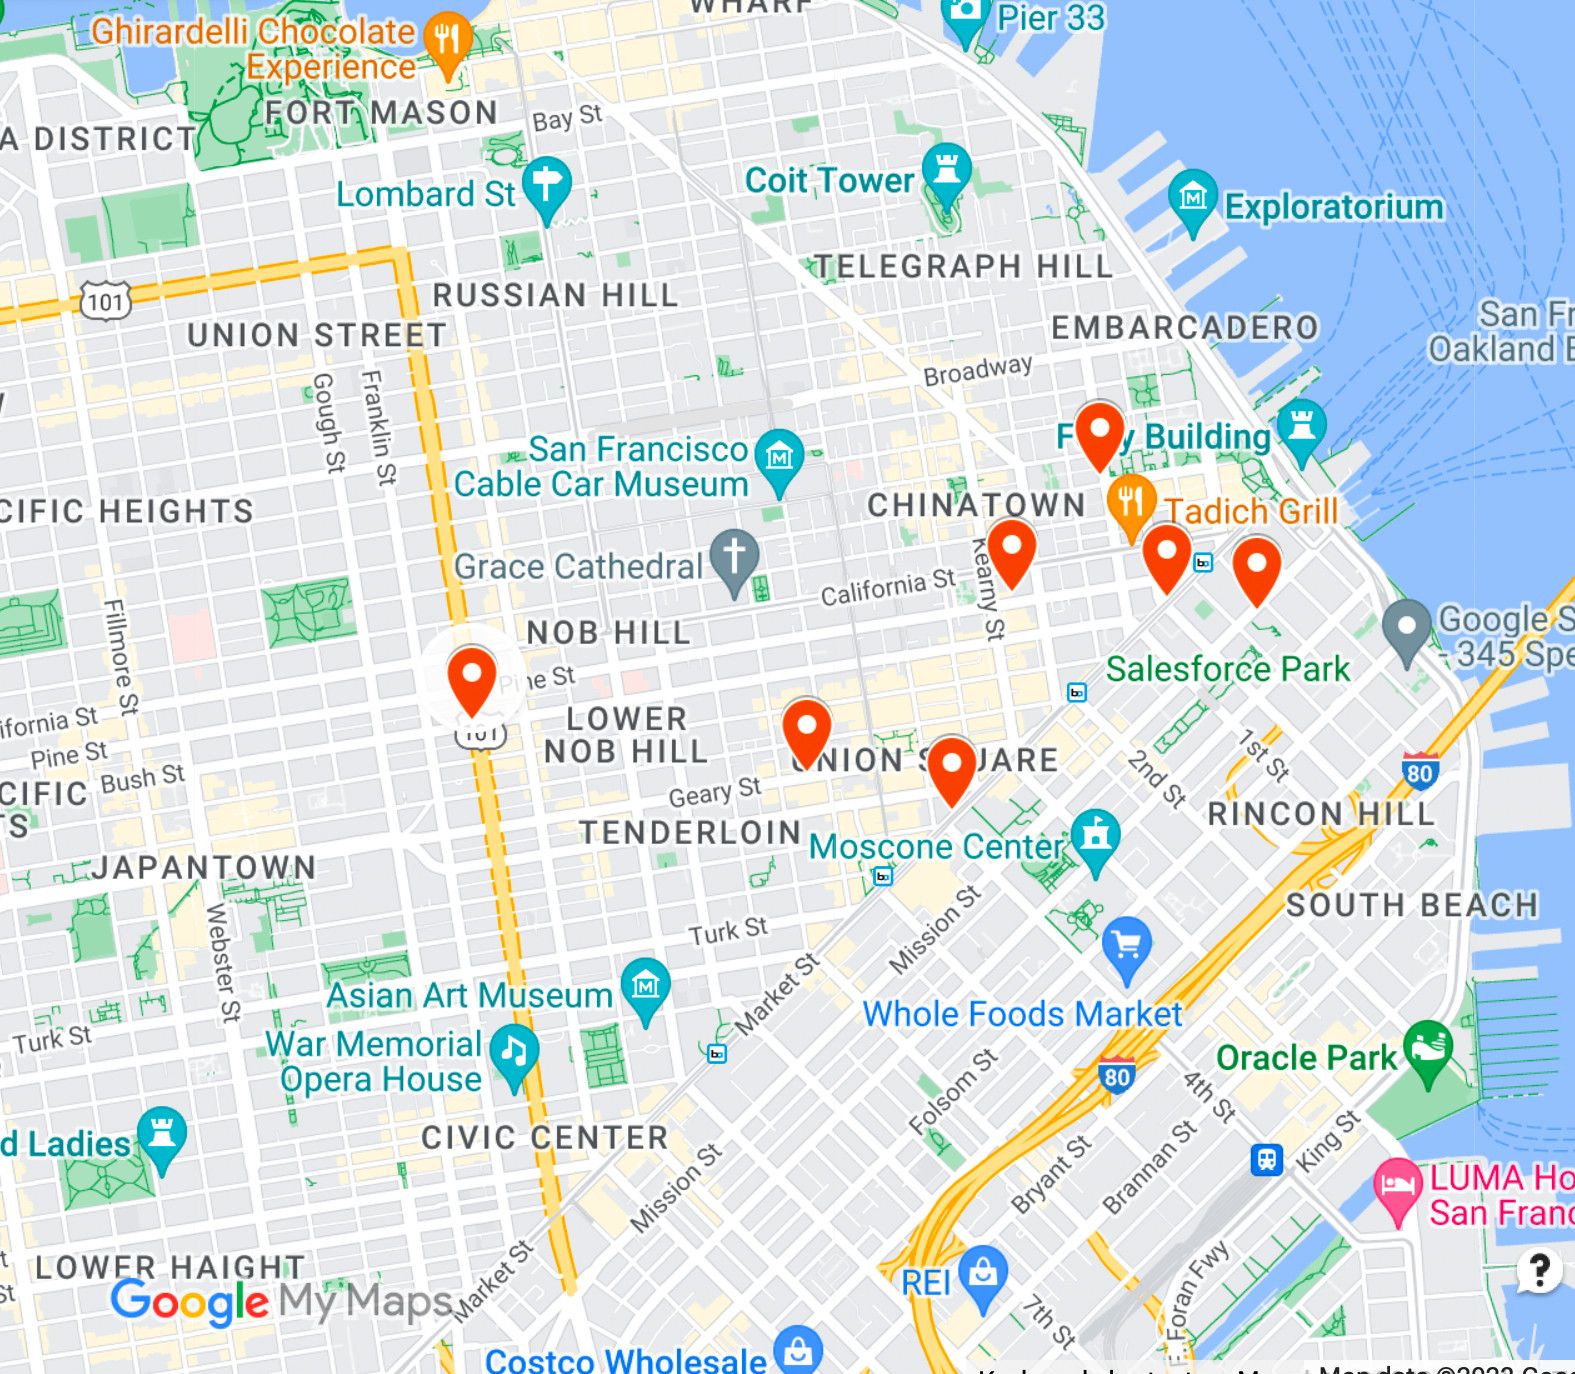 WHARF
Pier 33
Ghirardelli Chocolate
Experience
FORT MASON
Bay St
A DISTRICT
Lombard St
Coit Tower
Exploratorium
TELEGRAPH HILL
RUSSIAN HILL
101
UNION STREET
EMBARCADERO
San Fr
Oakland B
Broadway
Gough St
Franklin St
Building
San Francisco
Cable Car Museum
CHINATOWN
Tadich Grill
CIFIC HEIGHTS
Grace Cathedral
California St
Kearny St
Fillmore St
NOB HILL
Google S
- 345 Spe
Salesforce Park
Pine St
ifornia St
Pine St
Bush St
LOWER
NOB HILL
101
UNION SQUARE
Geary St
2nd St
1st St
80
CIFIC
TS
TENDERLOIN
Moscone Center
RINCON HILL
JAPANTOWN
SOUTH BEACH
Webster St
Turk St
Mission St
Market St
Asian Art Museum
Whole Foods Market
Turk St
War Memorial
Opera House
Oracle Park
80
Folsom St
4th St
King St
d Ladies
CIVIC CENTER
Mission St
Bryant St
Brannan St
LUMA Ho
San Franc
LOWER HAIGHT
Market St
Google My Maps
REI
7th St
E Foran Fwy
?
Costco Wholesale
Map data ©2023 Goog